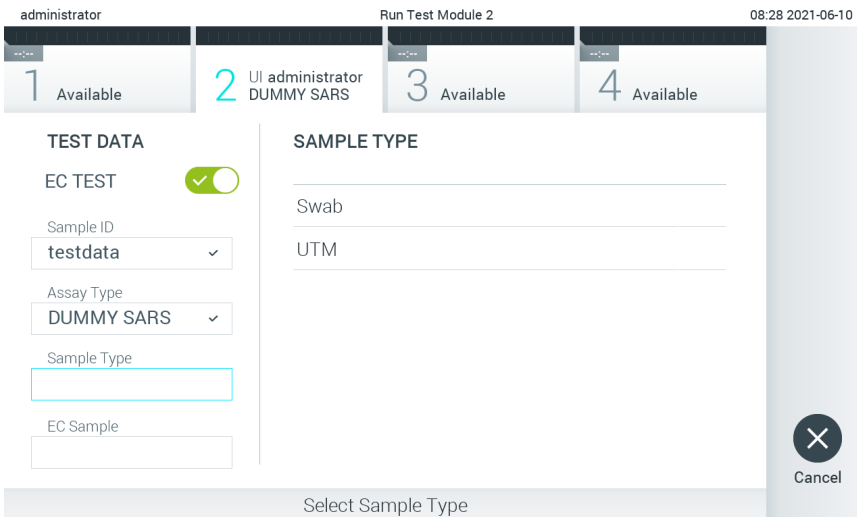 administrator
Run Test Module 2
08:28 2021-06-10
--:--
1 Available
2 UI administrator
DUMMY SARS
--:--
3 Available
--:--
4 Available
TEST DATA
EC TEST
Sample ID
testdata
Assay Type
DUMMY SARS
Sample Type
EC Sample
SAMPLE TYPE
Swab
UTM
Cancel
Select Sample Type